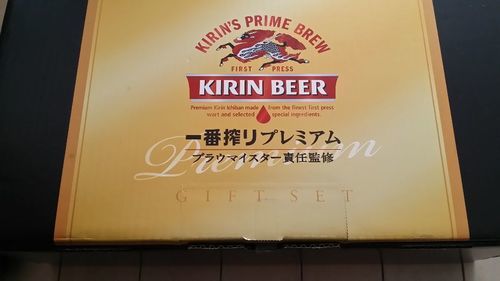 KIRIN'S PRIME BREW
FIRST PRESS
KIRIN BEER
Premium Kirin Ichiban made from the finest first press
wort and selected special ingredients.
一番搾りプレミアム
Premium
ブラウマイスター責任監修
GIFT SET